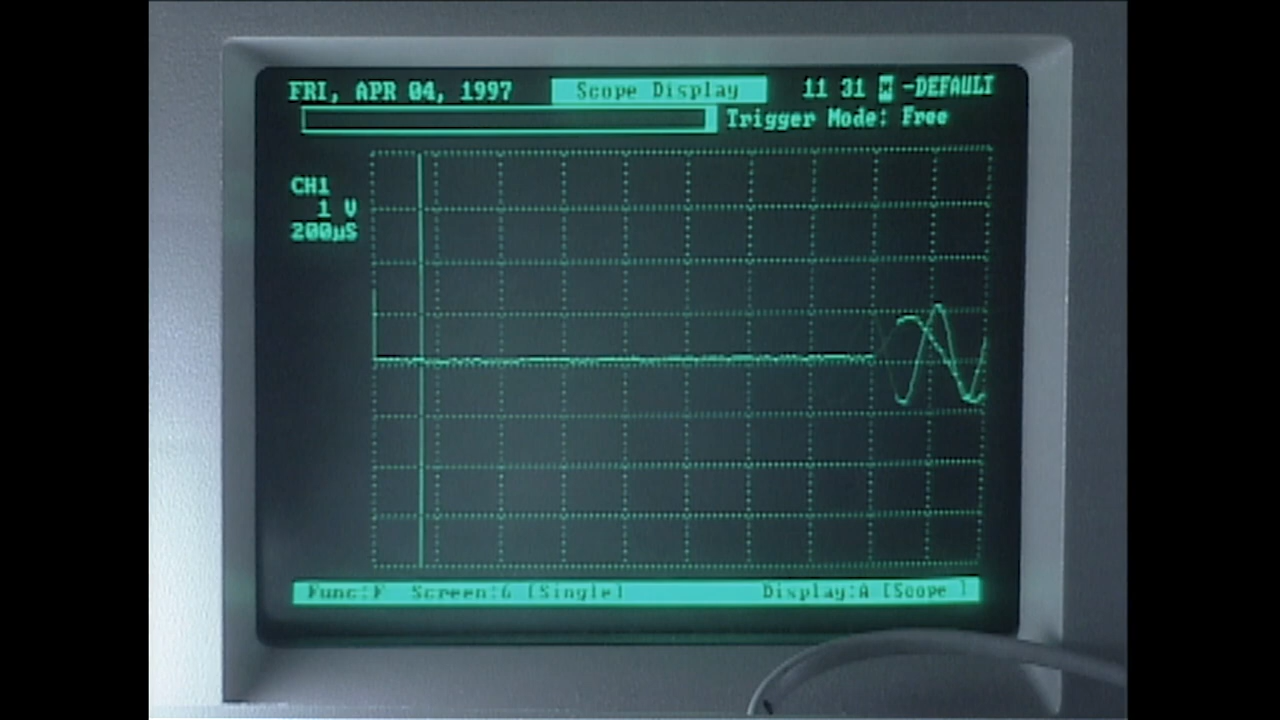 FRI, APR 04, 1997 Scope Display 11 31 * -DEFAULT
Trigger Mode: Free
CH1
1 V
200µS
Func:F Screen:6 [Single] Display:A [Scope ]